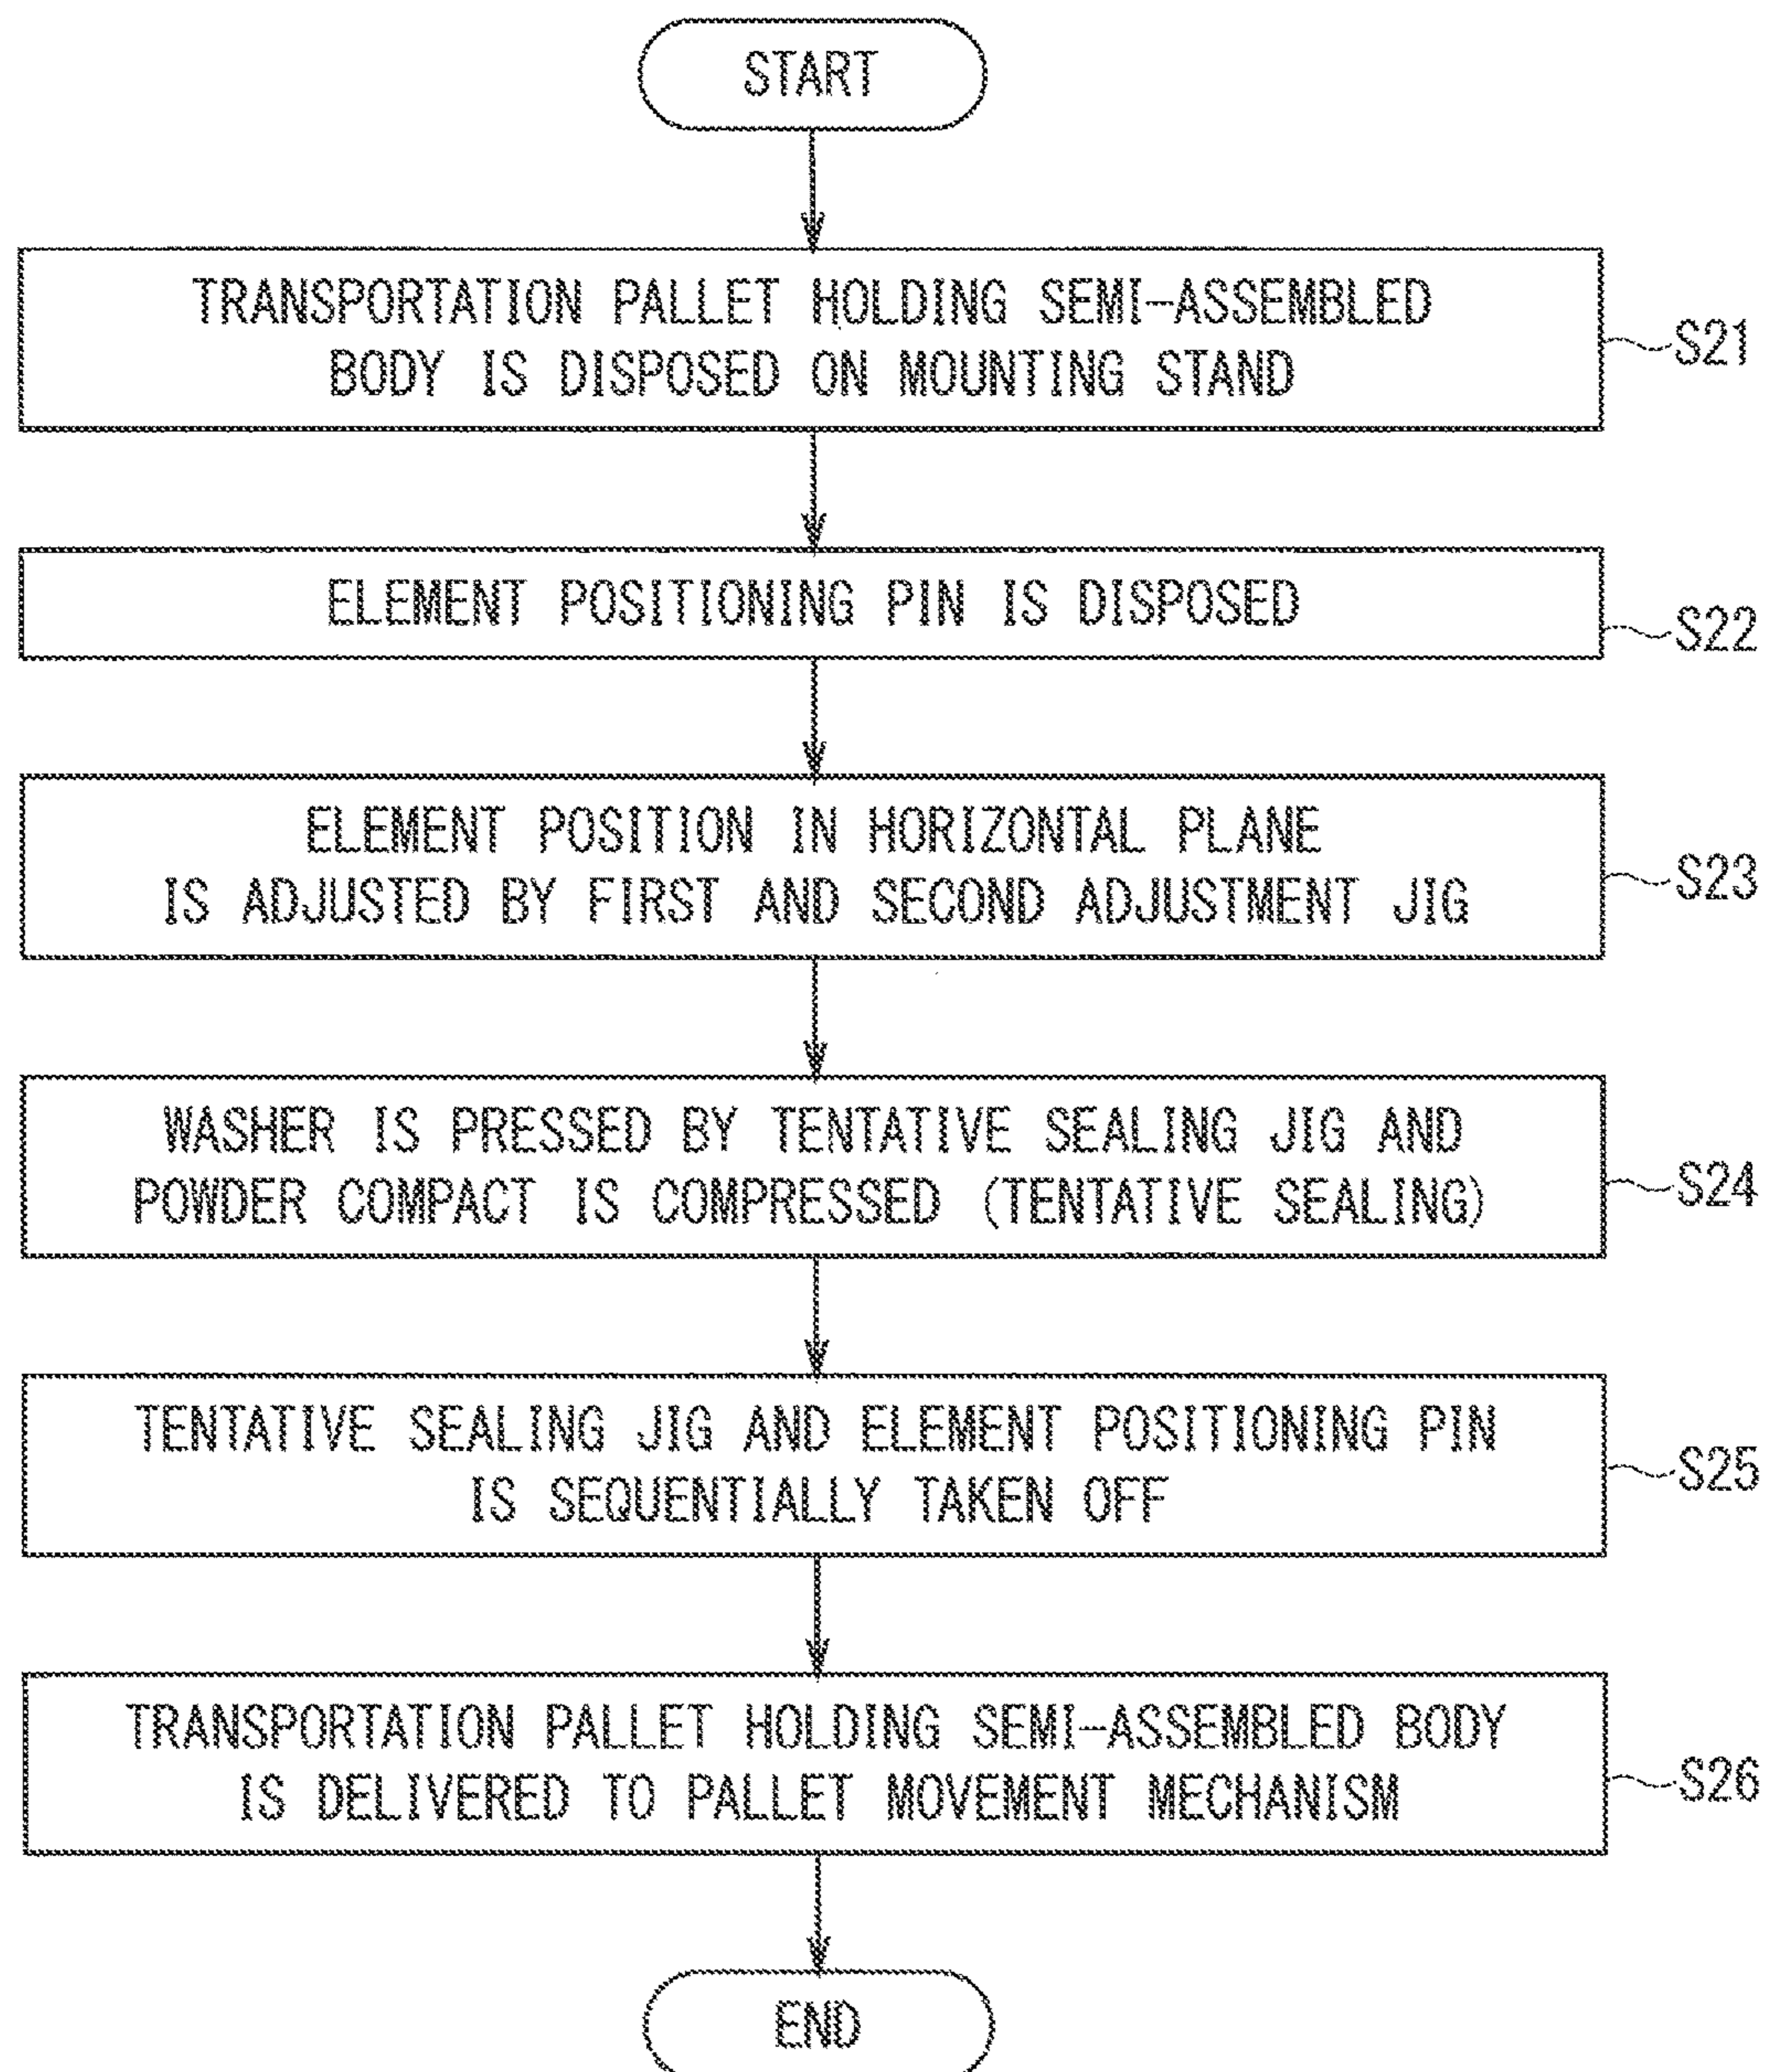 START
TRANSPORTATION PALLET HOLDING SEMI-ASSEMBLED
BODY IS DISPOSED ON MOUNTING STAND
S21
ELEMENT POSITIONING PIN IS DISPOSED
S22
ELEMENT POSITION IN HORIZONTAL PLANE
IS ADJUSTED BY FIRST AND SECOND ADJUSTMENT JIG
S23
WASHER IS PRESSED BY TENTATIVE SEALING JIG AND
POWDER COMPACT IS COMPRESSED (TENTATIVE SEALING)
S24
TENTATIVE SEALING JIG AND ELEMENT POSITIONING PIN
IS SEQUENTIALLY TAKEN OFF
S25
TRANSPORTATION PALLET HOLDING SEMI-ASSEMBLED BODY
IS DELIVERED TO PALLET MOVEMENT MECHANISM
S26
END